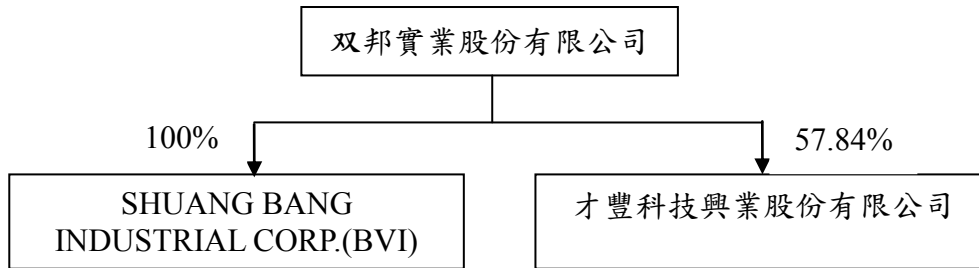 双邦實業股份有限公司
100%
57.84%
SHUANG BANG
INDUSTRIAL CORP.(BVI)
才豐科技興業股份有限公司